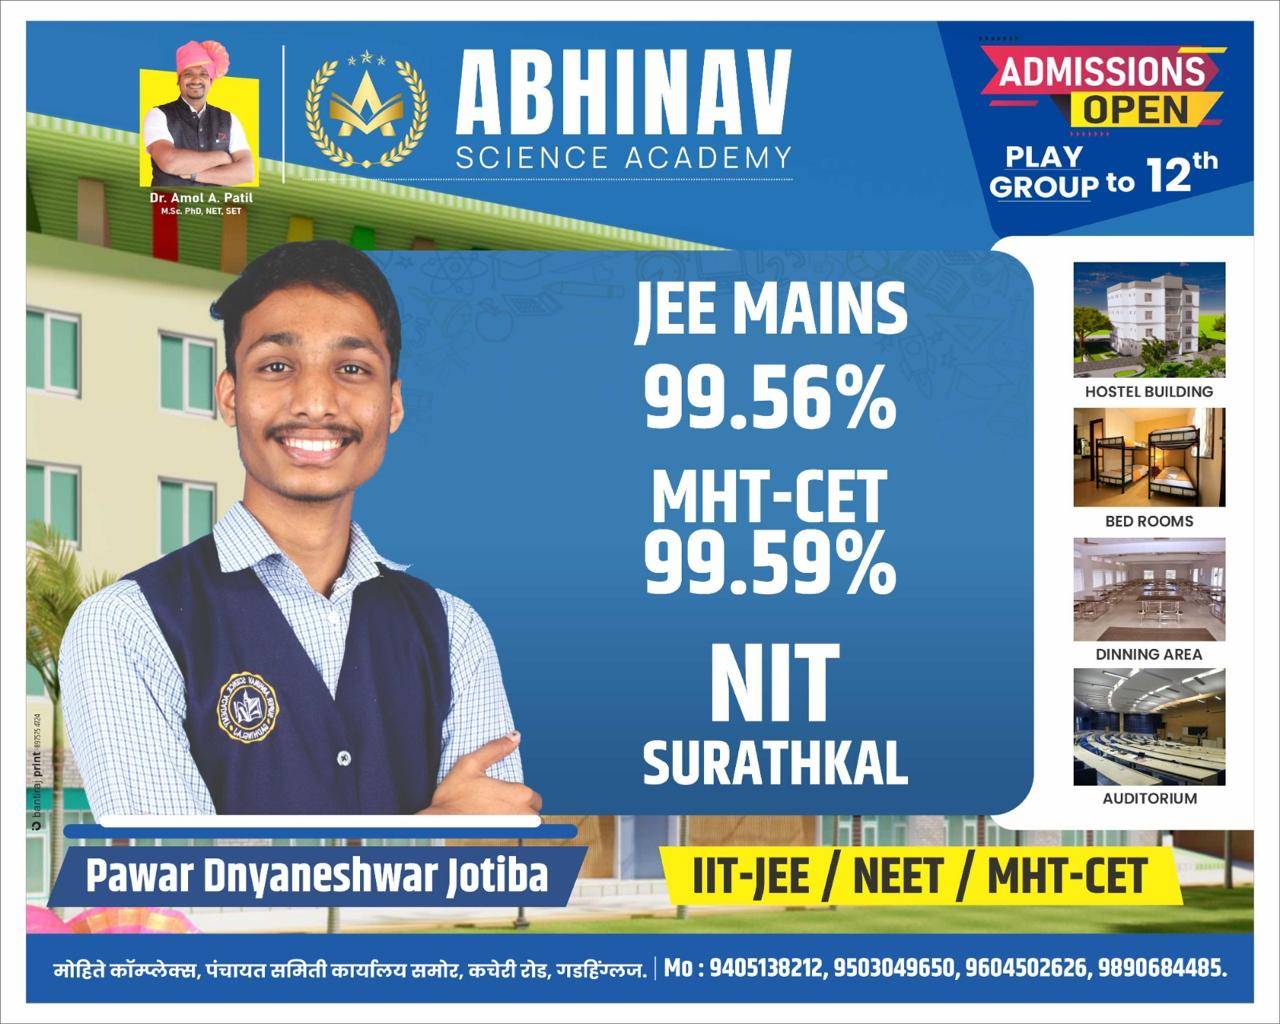 ABHINAV
SCIENCE ACADEMY
Dr. Amol A. Patil
M.Sc. PhD, NET, SET
ADMISSIONS
OPEN
PLAY
GROUP to 12th
JEE MAINS
99.56%
MHT-CET
99.59%
NIT
SURATHKAL
HOSTEL BUILDING
BED ROOMS
DINNING AREA
AUDITORIUM
Pawar Dnyaneshwar Jotiba
IIT-JEE / NEET / MHT-CET
मोहिते कॉम्प्लेक्स, पंचायत समिती कार्यालय समोर, कचेरी रोड, गडहिंग्लज. | Mo : 9405138212, 9503049650, 9604502626, 9890684485.
bantiraj print